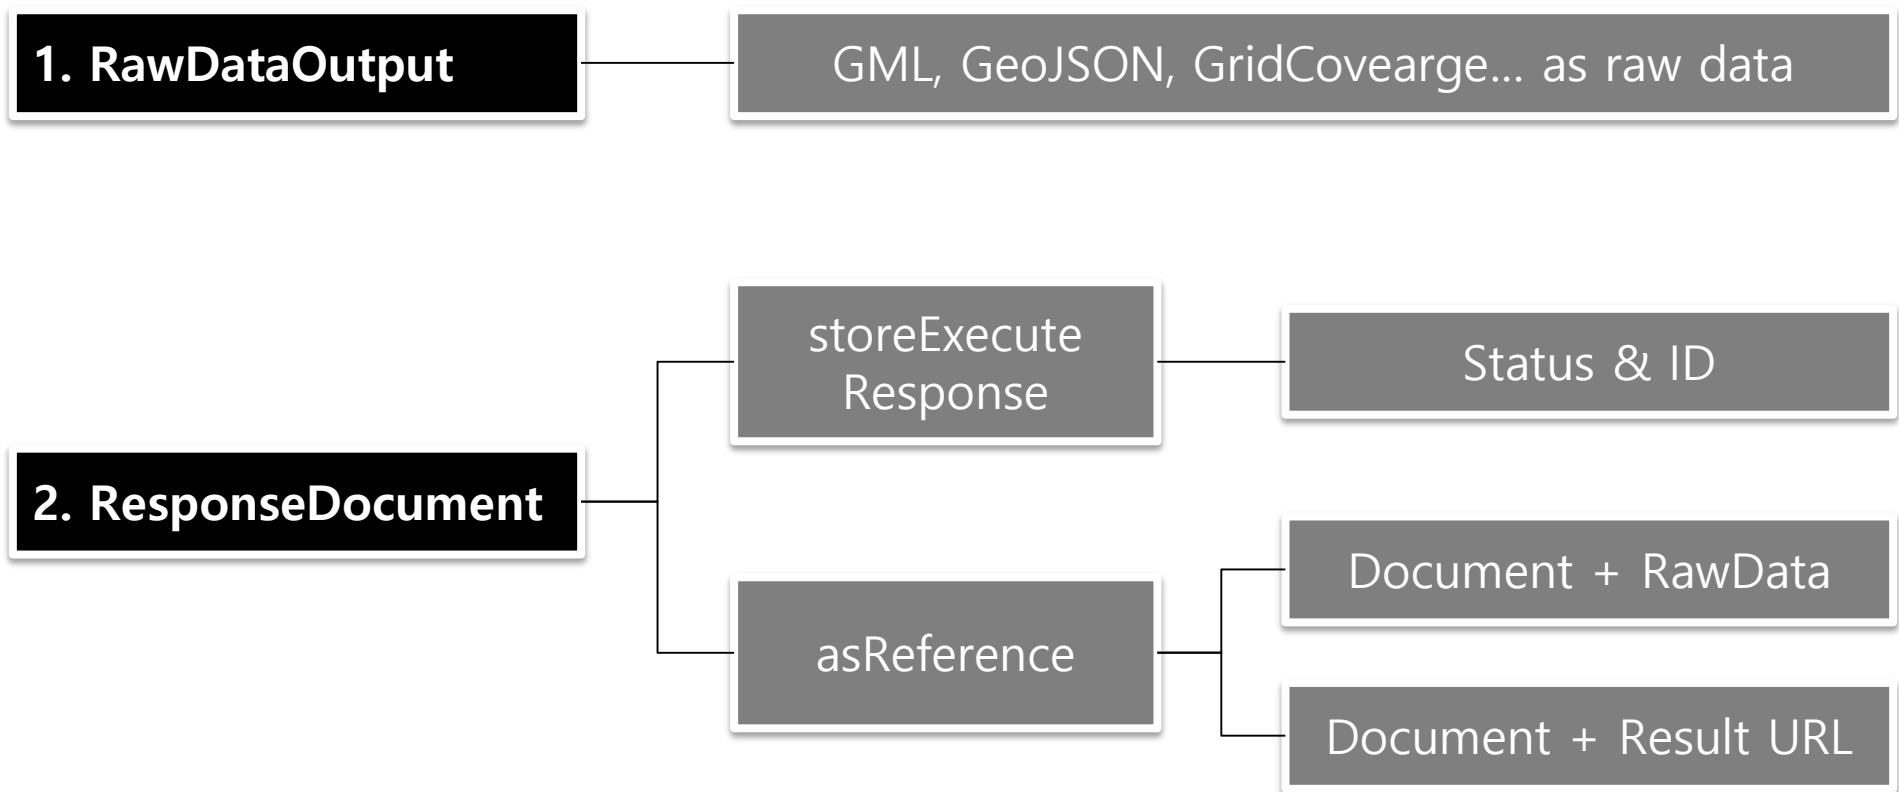 1. RawDataOutput
GML, GeoJSON, GridCovearge... as raw data
storeExecute
Response
Status & ID
2. ResponseDocument
Document + RawData
asReference
Document + Result URL